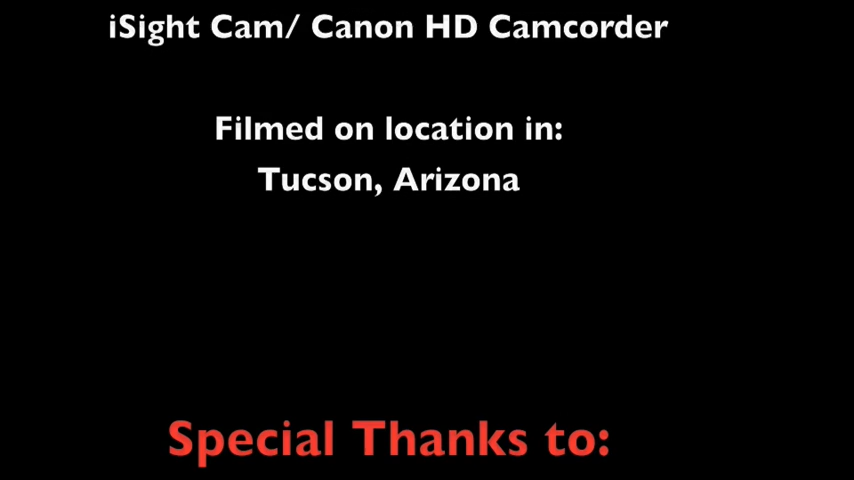 iSight Cam/ Canon HD Camcorder
Filmed on location in:
Tucson, Arizona
Special Thanks to: